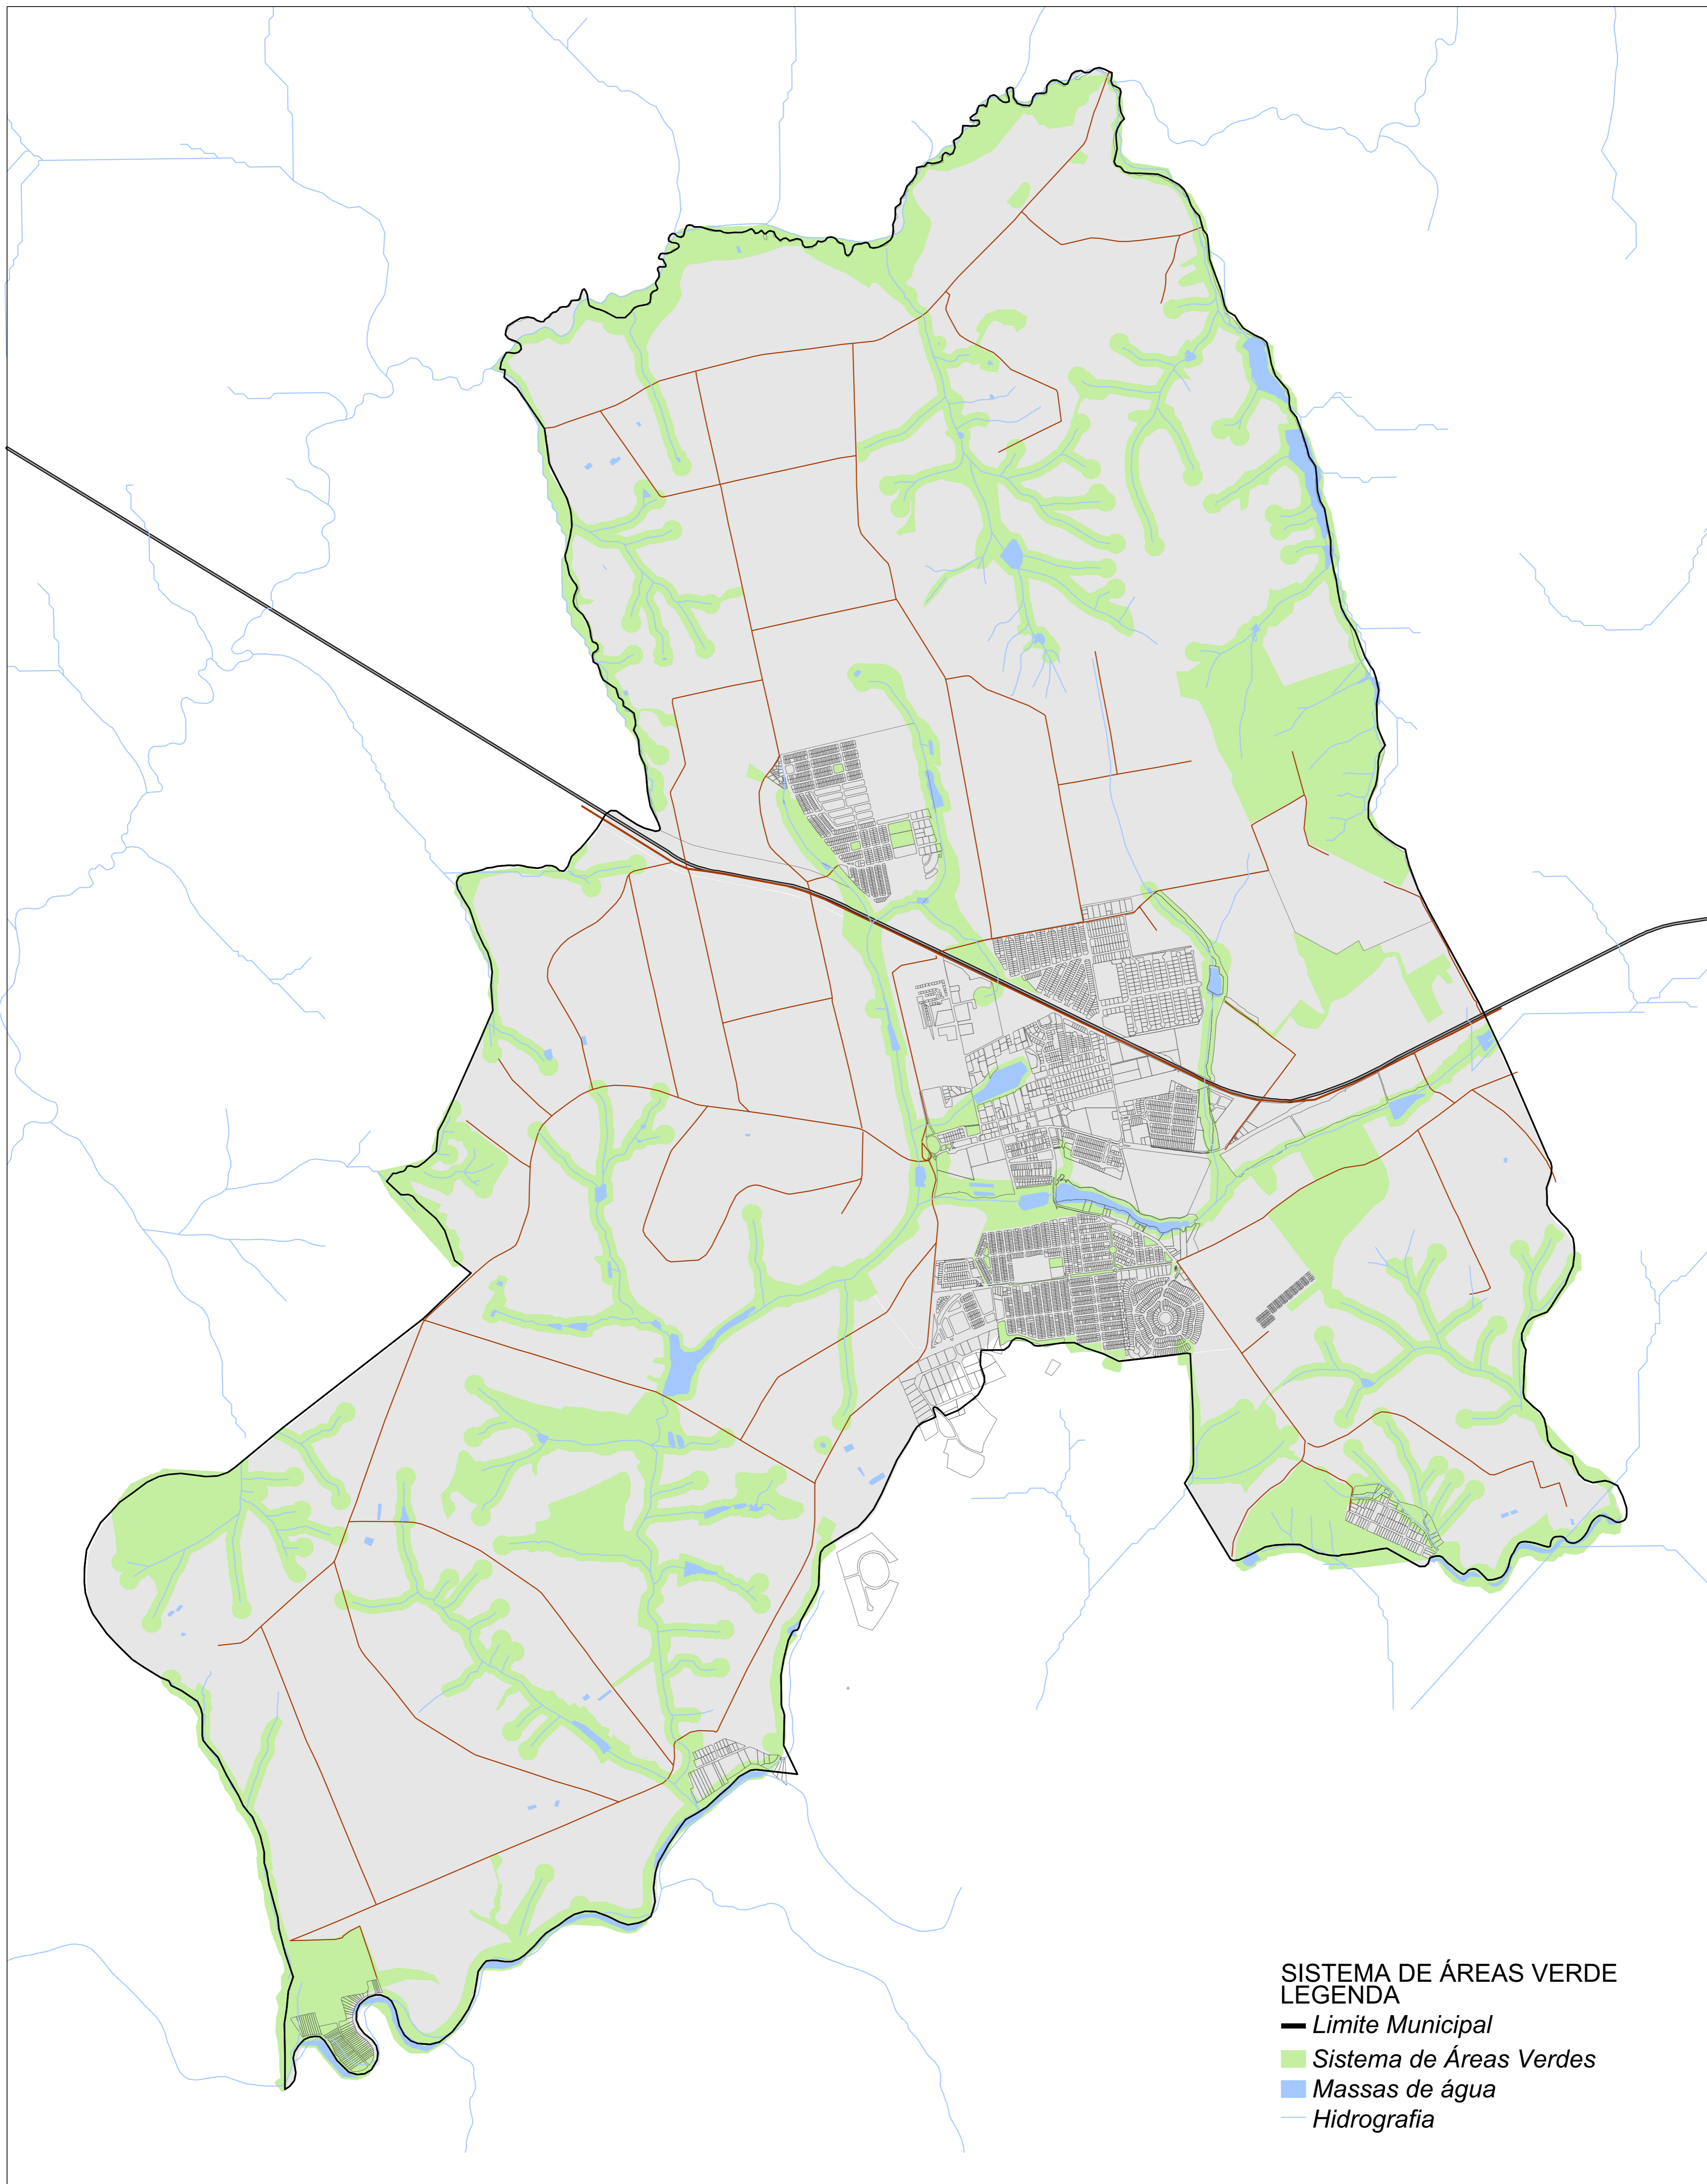 SISTEMA DE ÁREAS VERDE
LEGENDA
Limite Municipal
Sistema de Áreas Verdes
Massas de água
Hidrografia